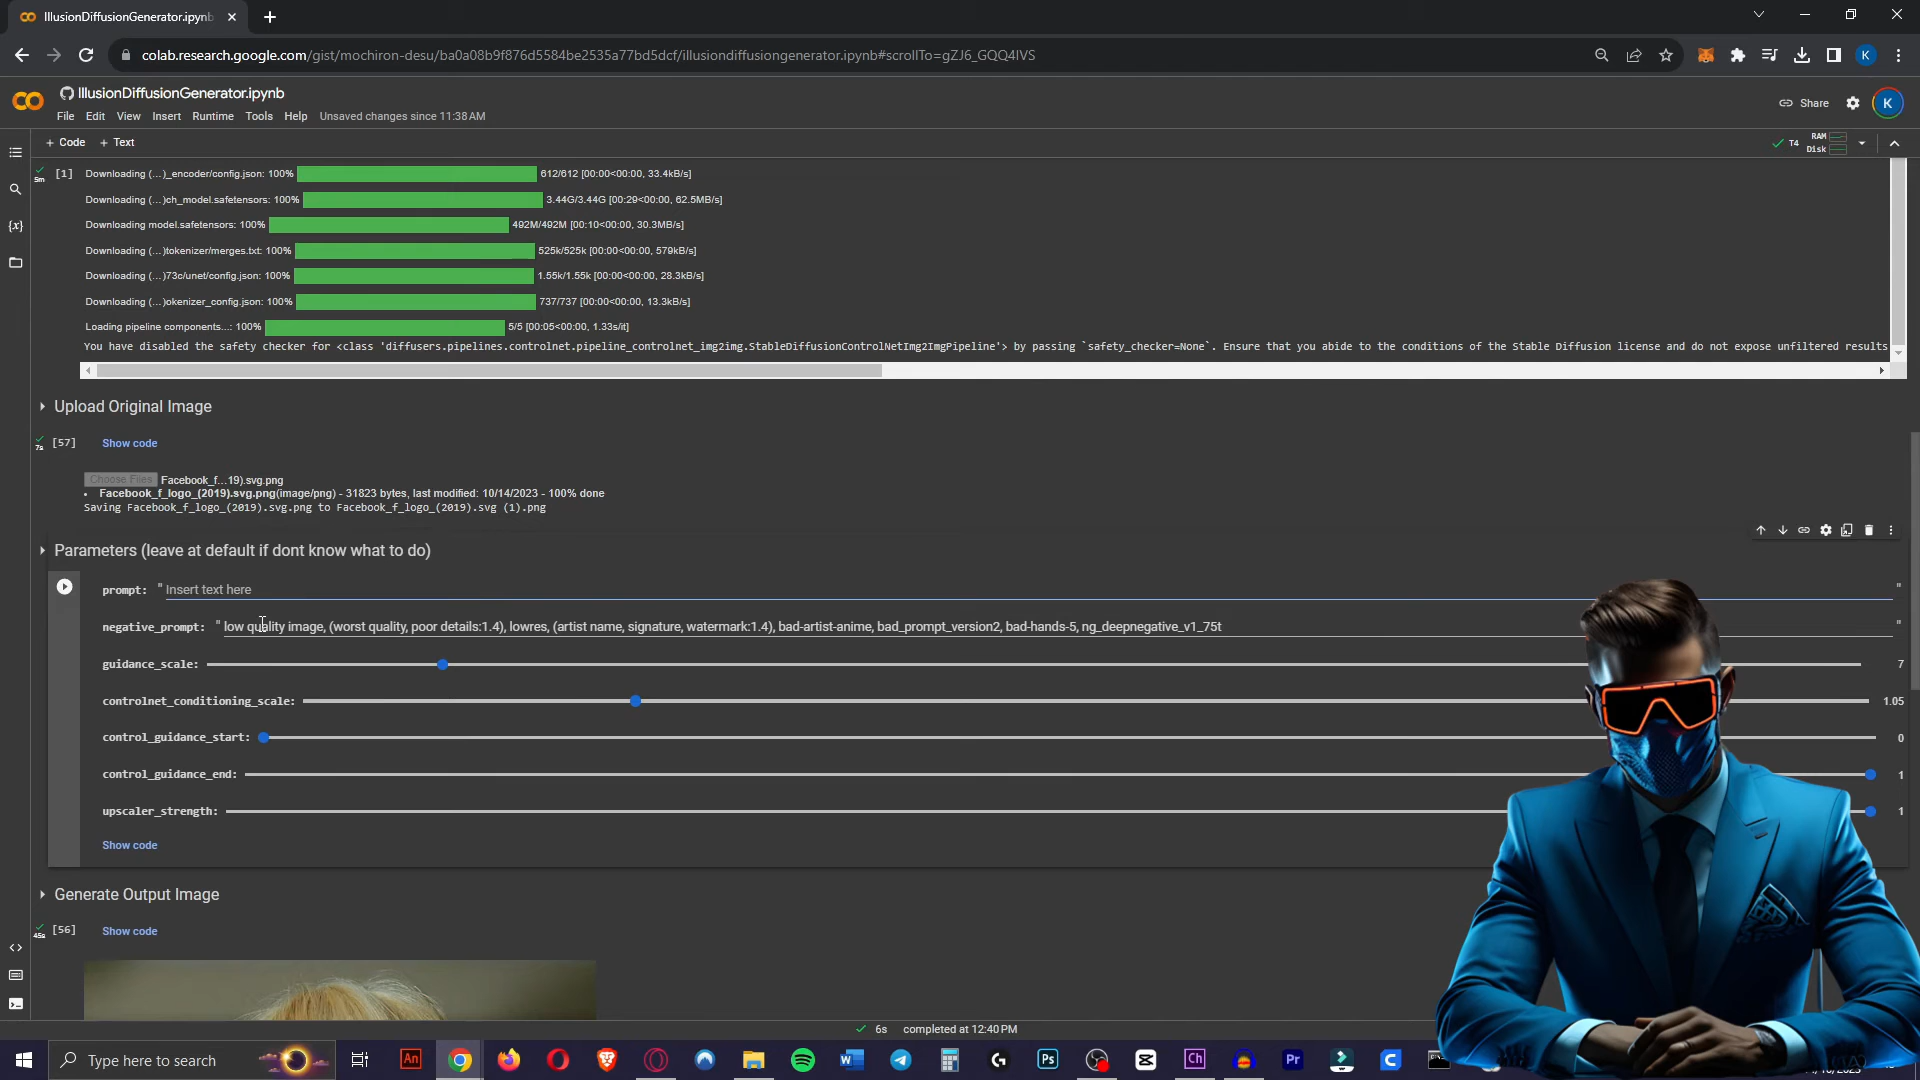 IllusionDiffusionGenerator.ipynb
colab.research.google.com/gist/mochiron-desu/ba0a08b9f876d5584be2535a77bd5dcf/illusiondiffusiongenerator.ipynb#scrollTo=gZJ6_GQQ4IVS
K
IllusionDiffusionGenerator.ipynb
Share
K
File Edit View Insert Runtime Tools Help Unsaved changes since 11:38 AM
+ Code + Text
T4 RAM
Disk
[1] Downloading (…)_encoder/config.json: 100% 612/612 [00:00<00:00, 33.4kB/s]
5m
Downloading (…)ch_model.safetensors: 100% 3.44G/3.44G [00:29<00:00, 62.5MB/s]
Downloading model.safetensors: 100% 492M/492M [00:10<00:00, 30.3MB/s]
Downloading (…)tokenizer/merges.txt: 100% 525k/525k [00:00<00:00, 579kB/s]
Downloading (…)73c/unet/config.json: 100% 1.55k/1.55k [00:00<00:00, 28.3kB/s]
Downloading (…)okenizer_config.json: 100% 737/737 [00:00<00:00, 13.3kB/s]
Loading pipeline components...: 100% 5/5 [00:05<00:00, 1.33s/it]
You have disabled the safety checker for <class 'diffusers.pipelines.controlnet.pipeline_controlnet_img2img.StableDiffusionControlNetImg2ImgPipeline'> by passing `safety_checker=None`. Ensure that you abide to the conditions of the Stable Diffusion license and do not expose unfiltered results
Upload Original Image
[57] Show code
7s
Choose Files Facebook_f...19).svg.png
• Facebook_f_logo_(2019).svg.png(image/png) - 31823 bytes, last modified: 10/14/2023 - 100% done
Saving Facebook_f_logo_(2019).svg.png to Facebook_f_logo_(2019).svg (1).png
Parameters (leave at default if dont know what to do)
prompt: " Insert text here "
negative_prompt: " low quality image, (worst quality, poor details:1.4), lowres, (artist name, signature, watermark:1.4), bad-artist-anime, bad_prompt_version2, bad-hands-5, ng_deepnegative_v1_75t "
guidance_scale: 7
controlnet_conditioning_scale: 1.05
control_guidance_start: 0
control_guidance_end: 1
upscaler_strength: 1
Show code
Generate Output Image
[56] Show code
45s
6s completed at 12:40 PM
Type here to search
An
W
Ps
Ch
Pr